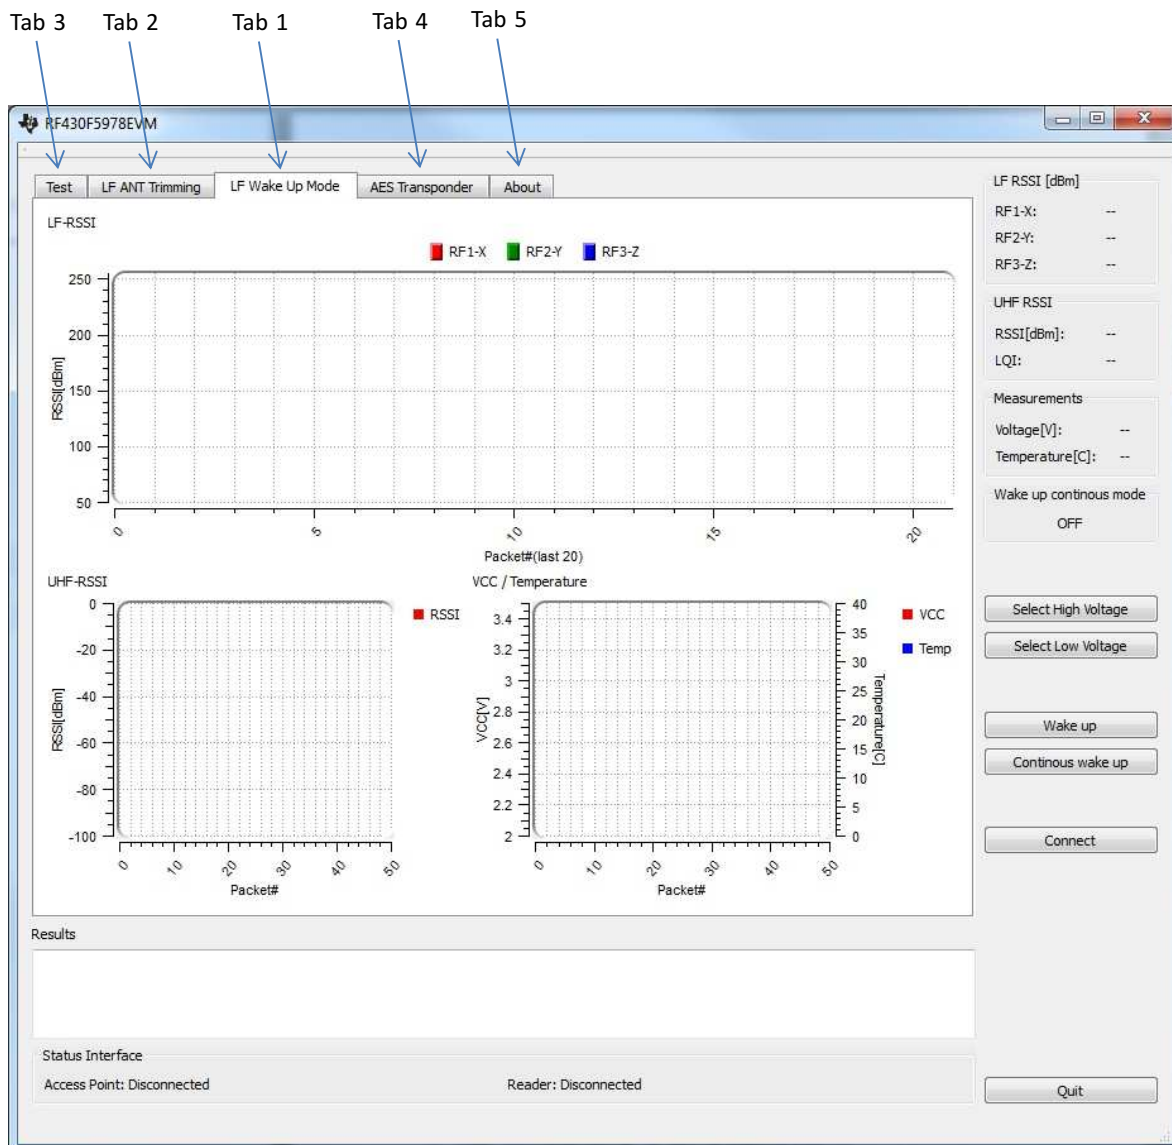 Tab 3 Tab 2 Tab 1 Tab 4 Tab 5
RF430F5978EVM
Test LF ANT Trimming LF Wake Up Mode AES Transponder About
LF-RSSI
RF1-X RF2-Y RF3-Z
250
200
150
100
50
RSSI[dBm]
0 5 10 15 20
Packet#(last 20)
UHF-RSSI
RSSI
0
-20
-40
-60
-80
-100
RSSI[dBm]
0 10 20 30 40 50
Packet#
VCC / Temperature
VCC
Temp
3.4
3.2
3
2.8
2.6
2.4
2.2
2
VCC[V]
40
35
30
25
20
15
10
5
0
Temperature[C]
0 10 20 30 40 50
Packet#
LF RSSI [dBm]
RF1-X: --
RF2-Y: --
RF3-Z: --
UHF RSSI
RSSI[dBm]: --
LQI: --
Measurements
Voltage[V]: --
Temperature[C]: --
Wake up continous mode
OFF
Select High Voltage
Select Low Voltage
Wake up
Continous wake up
Connect
Results
Status Interface
Access Point: Disconnected Reader: Disconnected
Quit